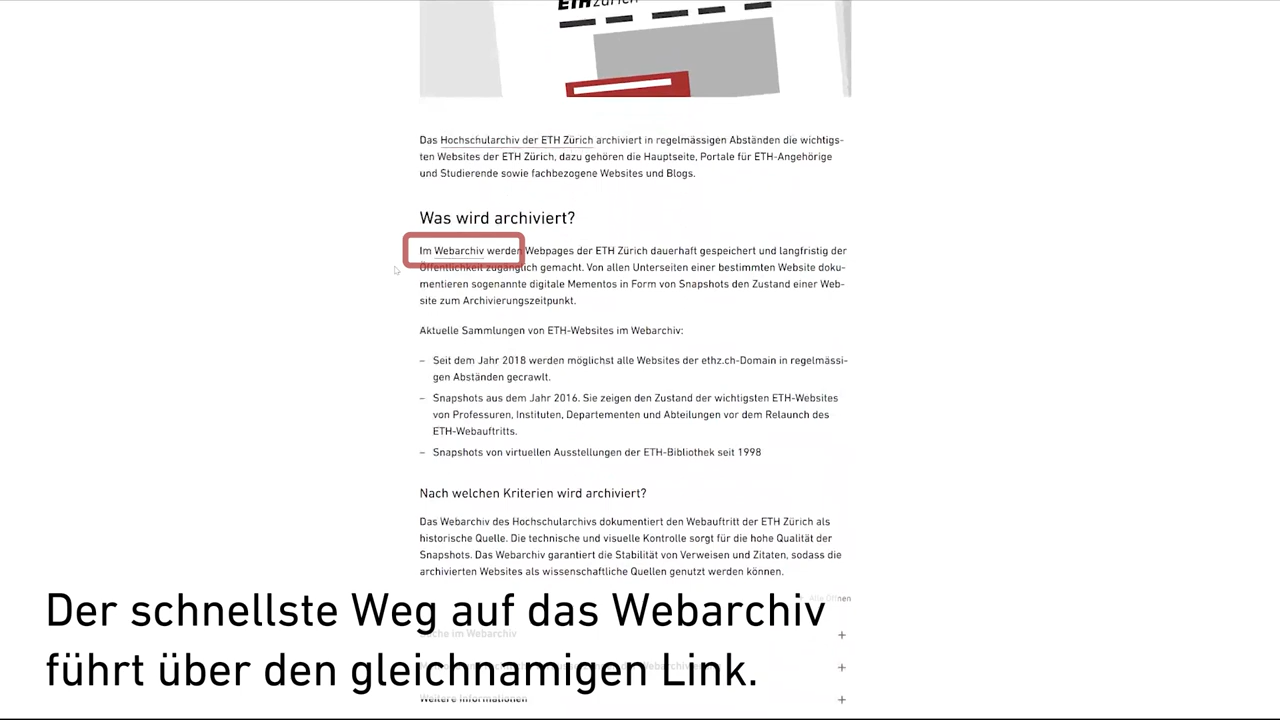 ETH zürich
Das Hochschularchiv der ETH Zürich archiviert in regelmässigen Abständen die wichtigs-
ten Websites der ETH Zürich, dazu gehören die Hauptseite, Portale für ETH-Angehörige
und Studierende sowie fachbezogene Websites und Blogs.
Was wird archiviert?
Im Webarchiv werden Webpages der ETH Zürich dauerhaft gespeichert und langfristig der
Öffentlichkeit zugänglich gemacht. Von allen Unterseiten einer bestimmten Website doku-
mentieren sogenannte digitale Mementos in Form von Snapshots den Zustand einer Web-
site zum Archivierungszeitpunkt.
Aktuelle Sammlungen von ETH-Websites im Webarchiv:
– Seit dem Jahr 2018 werden möglichst alle Websites der ethz.ch-Domain in regelmässi-
gen Abständen gecrawlt.
– Snapshots aus dem Jahr 2016. Sie zeigen den Zustand der wichtigsten ETH-Websites
von Professuren, Instituten, Departementen und Abteilungen vor dem Relaunch des
ETH-Webauftritts.
– Snapshots von virtuellen Ausstellungen der ETH-Bibliothek seit 1998
Nach welchen Kriterien wird archiviert?
Das Webarchiv des Hochschularchivs dokumentiert den Webauftritt der ETH Zürich als
historische Quelle. Die technische und visuelle Kontrolle sorgt für die hohe Qualität der
Snapshots. Das Webarchiv garantiert die Stabilität von Verweisen und Zitaten, sodass die
archivierten Websites als wissenschaftliche Quellen genutzt werden können.
Alle Öffnen
Suche im Webarchiv +
+
Weitere Informationen +
Der schnellste Weg auf das Webarchiv
führt über den gleichnamigen Link.